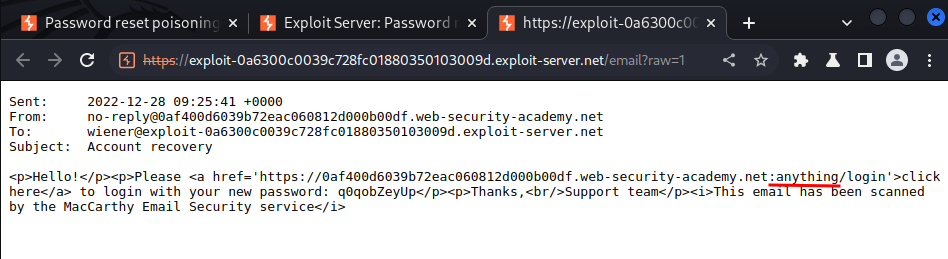 Password reset poisoning
Exploit Server: Password r
https://exploit-0a6300c00
https://exploit-0a6300c0039c728fc01880350103009d.exploit-server.net/email?raw=1
Sent: 2022-12-28 09:25:41 +0000
From: no-reply@0af400d6039b72eac060812d000b00df.web-security-academy.net
To: wiener@exploit-0a6300c0039c728fc01880350103009d.exploit-server.net
Subject: Account recovery
<p>Hello!</p><p>Please <a href='https://0af400d6039b72eac060812d000b00df.web-security-academy.net:anything/login'>click
here</a> to login with your new password: q0qobZeyUp</p><p>Thanks,<br/>Support team</p><i>This email has been scanned
by the MacCarthy Email Security service</i>